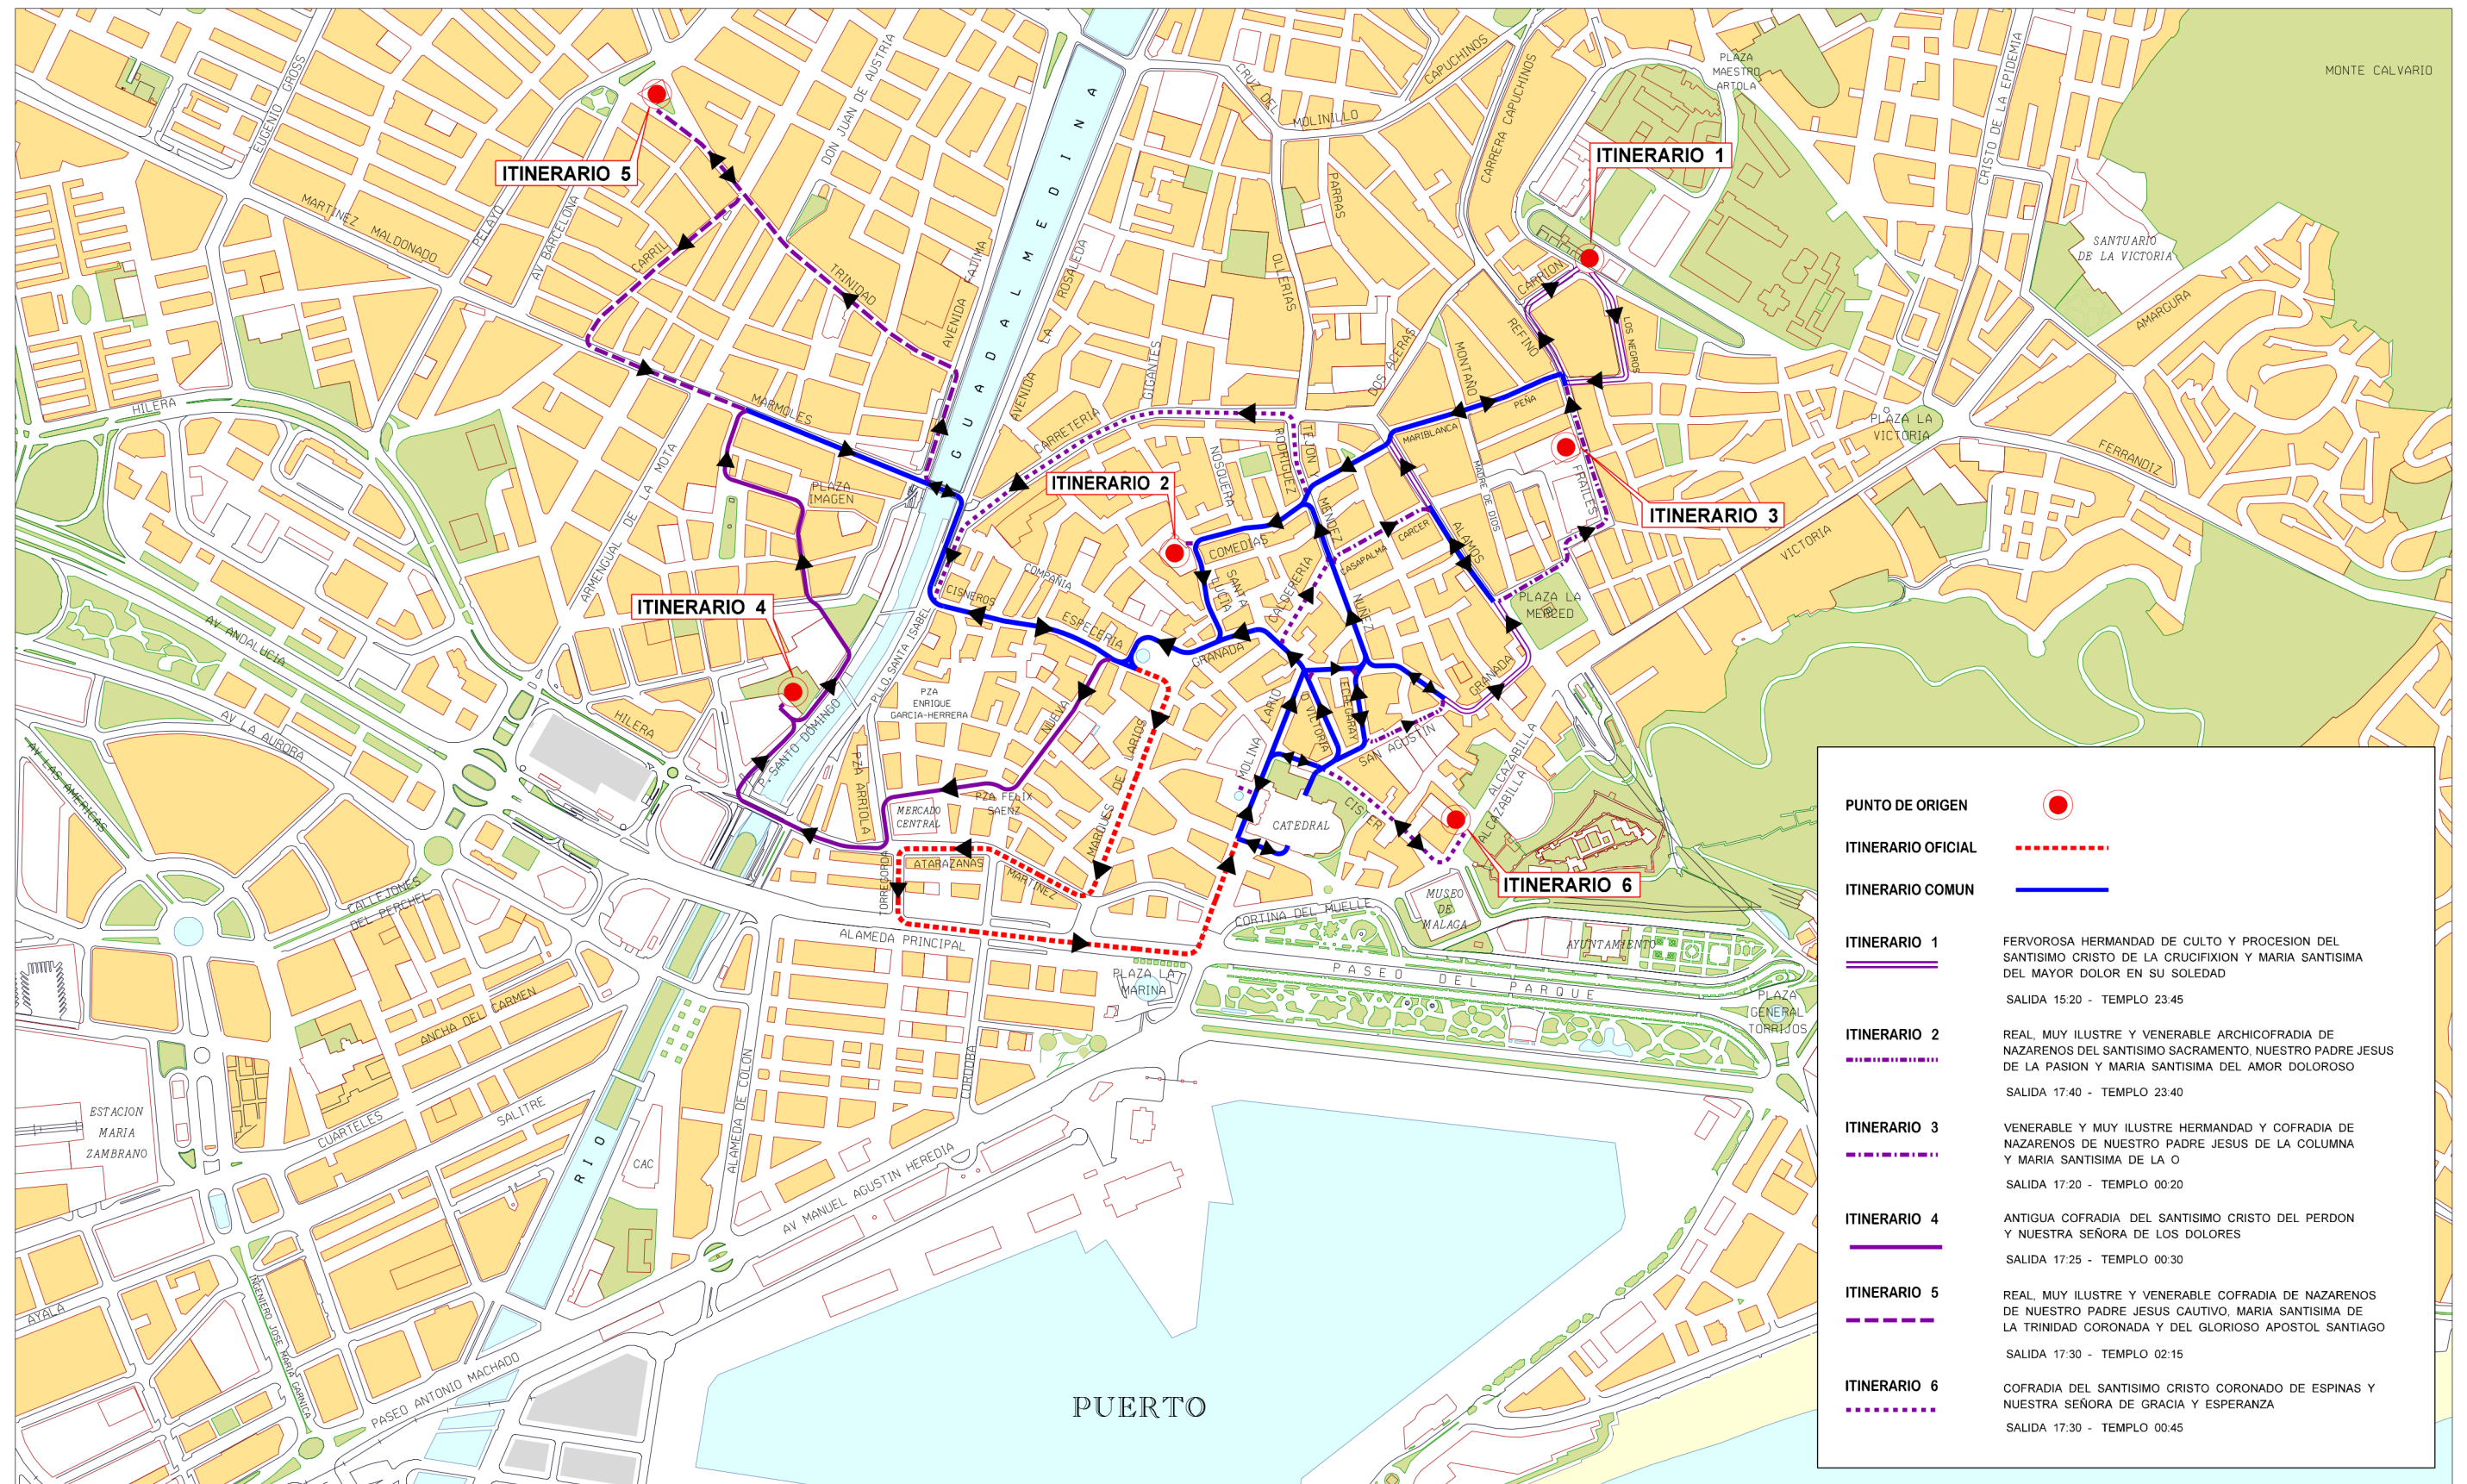 MONTE CALVARIO
PLAZA
MAESTRO
ARTOLA
CRISTO DE LA EPIDEMIA
CAPUCHINOS
CARRERA CAPUCHINOS
CRUZ DEL
MOLINILLO
EUGENIO GROSS
DON JUAN DE AUSTRIA
ITINERARIO 5
ITINERARIO 1
PARRAS
MARTINEZ
MALDONADO
PELAYO
AV BARCELONA
CARRIL
TRINIDAD
AVENIDA FATIMA
GUADALMEDINA
AVENIDA
LA
ROSALEDA
OLLERIAS
SANTUARIO
DE LA VICTORIA
AMARGURA
CARRION
REFINO
LOS NEGROS
GIGANTES
DOS ACERAS
MONTAÑO
PEÑA
HILERA
MARMOLES
CARRETERIA
MARIBLANCA
PLAZA LA
VICTORIA
FERRANDIZ
NOSQUERA
RODRIGUEZ
TEJON Y
MADRE DE DIOS
FRAILES
ITINERARIO 2
ITINERARIO 3
PLAZA
IMAGEN
ARMENGUAL DE LA MOTA
MENDEZ
NUÑEZ
COMEDIAS
CARCER
CASAPALMA
ALAMOS
VICTORIA
COMPAÑIA
CISNEROS
ESPECERIA
SANTA
LUCIA
CALDERERIA
PLAZA LA
MERCED
ITINERARIO 4
AV ANDALUCIA
PLLO. SANTA ISABEL
GRANADA
GRANADA
PZA
ENRIQUE
GARCIA-HERRERA
NUEVA
HILERA
AV LA AURORA
AV LAS AMERICAS
P. SANTO DOMINGO
PZA ARRIOLA
MOLINA
LARIO
D VICTORIA
ECHEGARAY
SAN AGUSTIN
ALCAZABILLA
ALCAZABILLA
MARQUES DE LARIOS
PZA FELIX
SAENZ
MERCADO
CENTRAL
CATEDRAL
CISTER
ATARAZANAS
MARTINEZ
TORREGORDA
ITINERARIO 6
MUSEO
DE
MALAGA
CALLEJONES
DEL PERCHEL
CORTINA DEL MUELLE
ALAMEDA PRINCIPAL
AYUNTAMIENTO
PASEO DEL PARQUE
PLAZA LA
MARINA
PLAZA
GENERAL
TORRIJOS
ANCHA DEL CARMEN
ALAMEDA DE COLON
CORDOBA
ESTACION
MARIA
ZAMBRANO
CUARTELES
SALITRE
RIO
CAC
AV MANUEL AGUSTIN HEREDIA
AYALA
INGENIERO JOSE MARIA GARNICA
PASEO ANTONIO MACHADO
PUERTO
PUNTO DE ORIGEN
ITINERARIO OFICIAL
ITINERARIO COMUN
ITINERARIO 1
FERVOROSA HERMANDAD DE CULTO Y PROCESION DEL
SANTISIMO CRISTO DE LA CRUCIFIXION Y MARIA SANTISIMA
DEL MAYOR DOLOR EN SU SOLEDAD
SALIDA 15:20 - TEMPLO 23:45
ITINERARIO 2
REAL, MUY ILUSTRE Y VENERABLE ARCHICOFRADIA DE
NAZARENOS DEL SANTISIMO SACRAMENTO, NUESTRO PADRE JESUS
DE LA PASION Y MARIA SANTISIMA DEL AMOR DOLOROSO
SALIDA 17:40 - TEMPLO 23:40
ITINERARIO 3
VENERABLE Y MUY ILUSTRE HERMANDAD Y COFRADIA DE
NAZARENOS DE NUESTRO PADRE JESUS DE LA COLUMNA
Y MARIA SANTISIMA DE LA O
SALIDA 17:20 - TEMPLO 00:20
ITINERARIO 4
ANTIGUA COFRADIA DEL SANTISIMO CRISTO DEL PERDON
Y NUESTRA SEÑORA DE LOS DOLORES
SALIDA 17:25 - TEMPLO 00:30
ITINERARIO 5
REAL, MUY ILUSTRE Y VENERABLE COFRADIA DE NAZARENOS
DE NUESTRO PADRE JESUS CAUTIVO, MARIA SANTISIMA DE
LA TRINIDAD CORONADA Y DEL GLORIOSO APOSTOL SANTIAGO
SALIDA 17:30 - TEMPLO 02:15
ITINERARIO 6
COFRADIA DEL SANTISIMO CRISTO CORONADO DE ESPINAS Y
NUESTRA SEÑORA DE GRACIA Y ESPERANZA
SALIDA 17:30 - TEMPLO 00:45